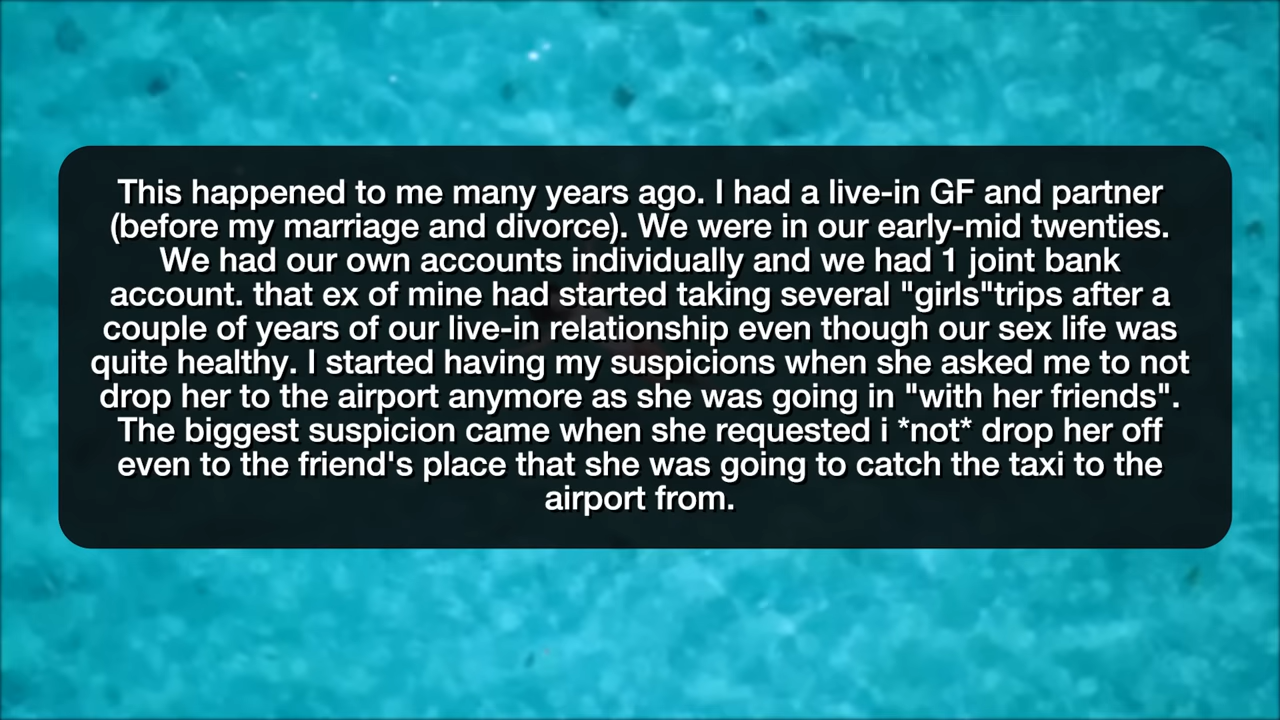 This happened to me many years ago. I had a live-in GF and partner
(before my marriage and divorce). We were in our early-mid twenties.
We had our own accounts individually and we had 1 joint bank
account. that ex of mine had started taking several "girls"trips after a
couple of years of our live-in relationship even though our sex life was
quite healthy. I started having my suspicions when she asked me to not
drop her to the airport anymore as she was going in "with her friends".
The biggest suspicion came when she requested i *not* drop her off
even to the friend's place that she was going to catch the taxi to the
airport from.